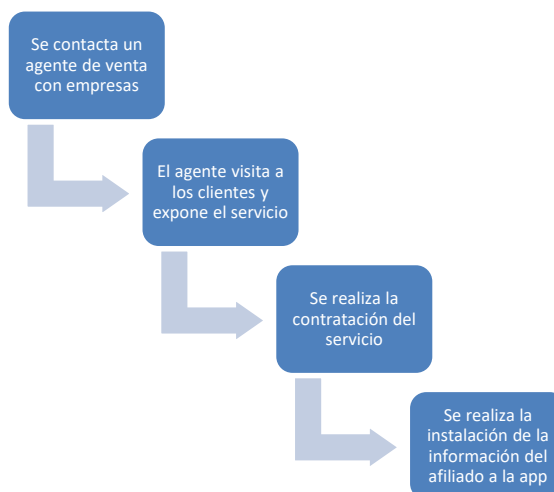 Se contacta un
agente de venta
con empresas
El agente visita a
los clientes y
expone el servicio
Se realiza la
contratación del
servicio
Se realiza la
instalación de la
información del
afiliado a la app